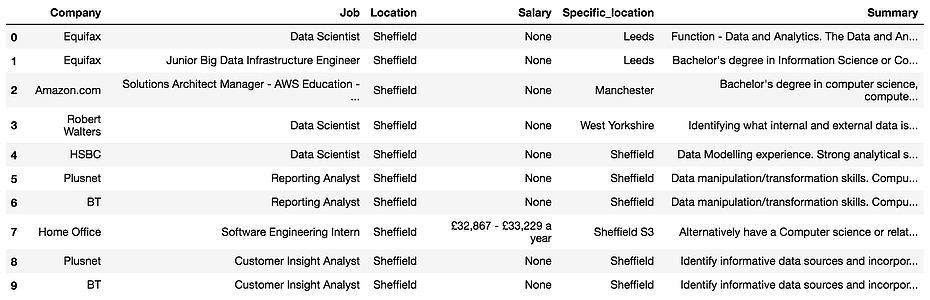 Company Job Location Salary Specific_location Summary
0 Equifax Data Scientist Sheffield None Leeds Function - Data and Analytics. The Data and An...
1 Equifax Junior Big Data Infrastructure Engineer Sheffield None Leeds Bachelor's degree in Information Science or Co...
2 Amazon.com Solutions Architect Manager - AWS Education - ... Sheffield None Manchester Bachelor's degree in computer science, compute...
3 Robert Walters Data Scientist Sheffield None West Yorkshire Identifying what internal and external data is...
4 HSBC Data Scientist Sheffield None Sheffield Data Modelling experience. Strong analytical s...
5 Plusnet Reporting Analyst Sheffield None Sheffield Data manipulation/transformation skills. Compu...
6 BT Reporting Analyst Sheffield None Sheffield Data manipulation/transformation skills. Compu...
7 Home Office Software Engineering Intern Sheffield £32,867 - £33,229 a year Sheffield S3 Alternatively have a Computer science or relat...
8 Plusnet Customer Insight Analyst Sheffield None Sheffield Identify informative data sources and incorpor...
9 BT Customer Insight Analyst Sheffield None Sheffield Identify informative data sources and incorpor...